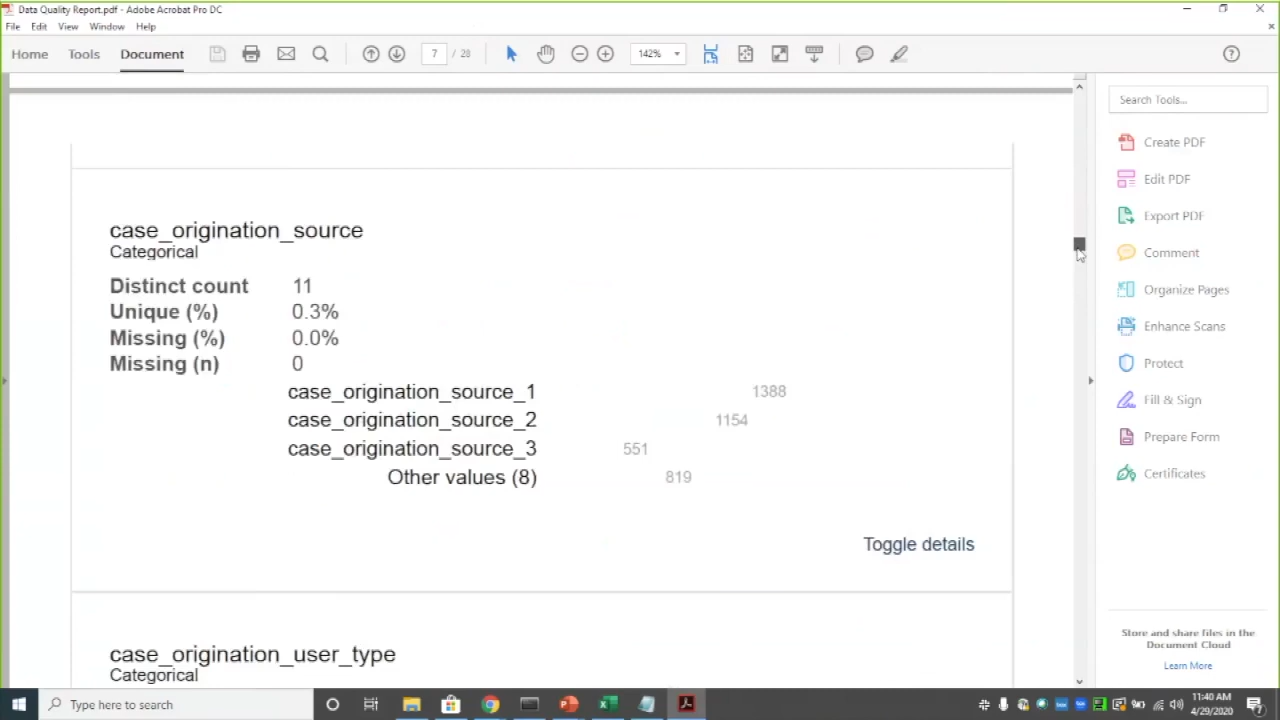 Data Quality Report.pdf - Adobe Acrobat Pro DC
File Edit View Window Help
Home Tools Document 7 / 28 142%
Search Tools...
Create PDF
Edit PDF
Export PDF
Comment
Organize Pages
Enhance Scans
Protect
Fill & Sign
Prepare Form
Certificates
Store and share files in the
Document Cloud
Learn More
case_origination_source
Categorical
Distinct count 11
Unique (%) 0.3%
Missing (%) 0.0%
Missing (n) 0
case_origination_source_1 1388
case_origination_source_2 1154
case_origination_source_3 551
Other values (8) 819
Toggle details
case_origination_user_type
Categorical
Type here to search
11:40 AM
4/29/2020